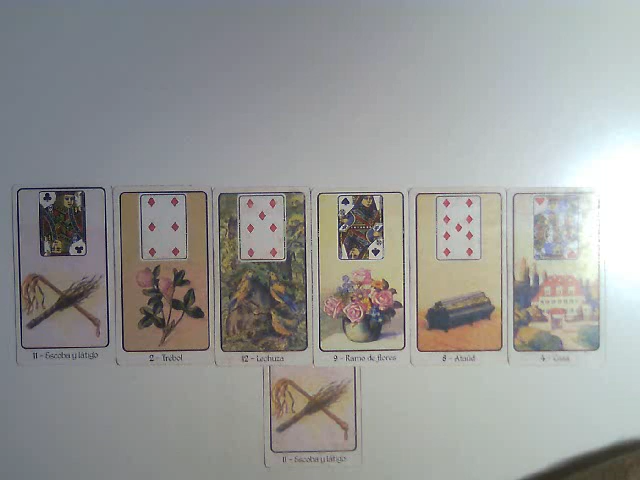 11 - Escoba y látigo
2 - Trébol
12 - Lechuza
9 - Ramo de flores
8 - Ataúd
4 - Casa
11 - Escoba y látigo